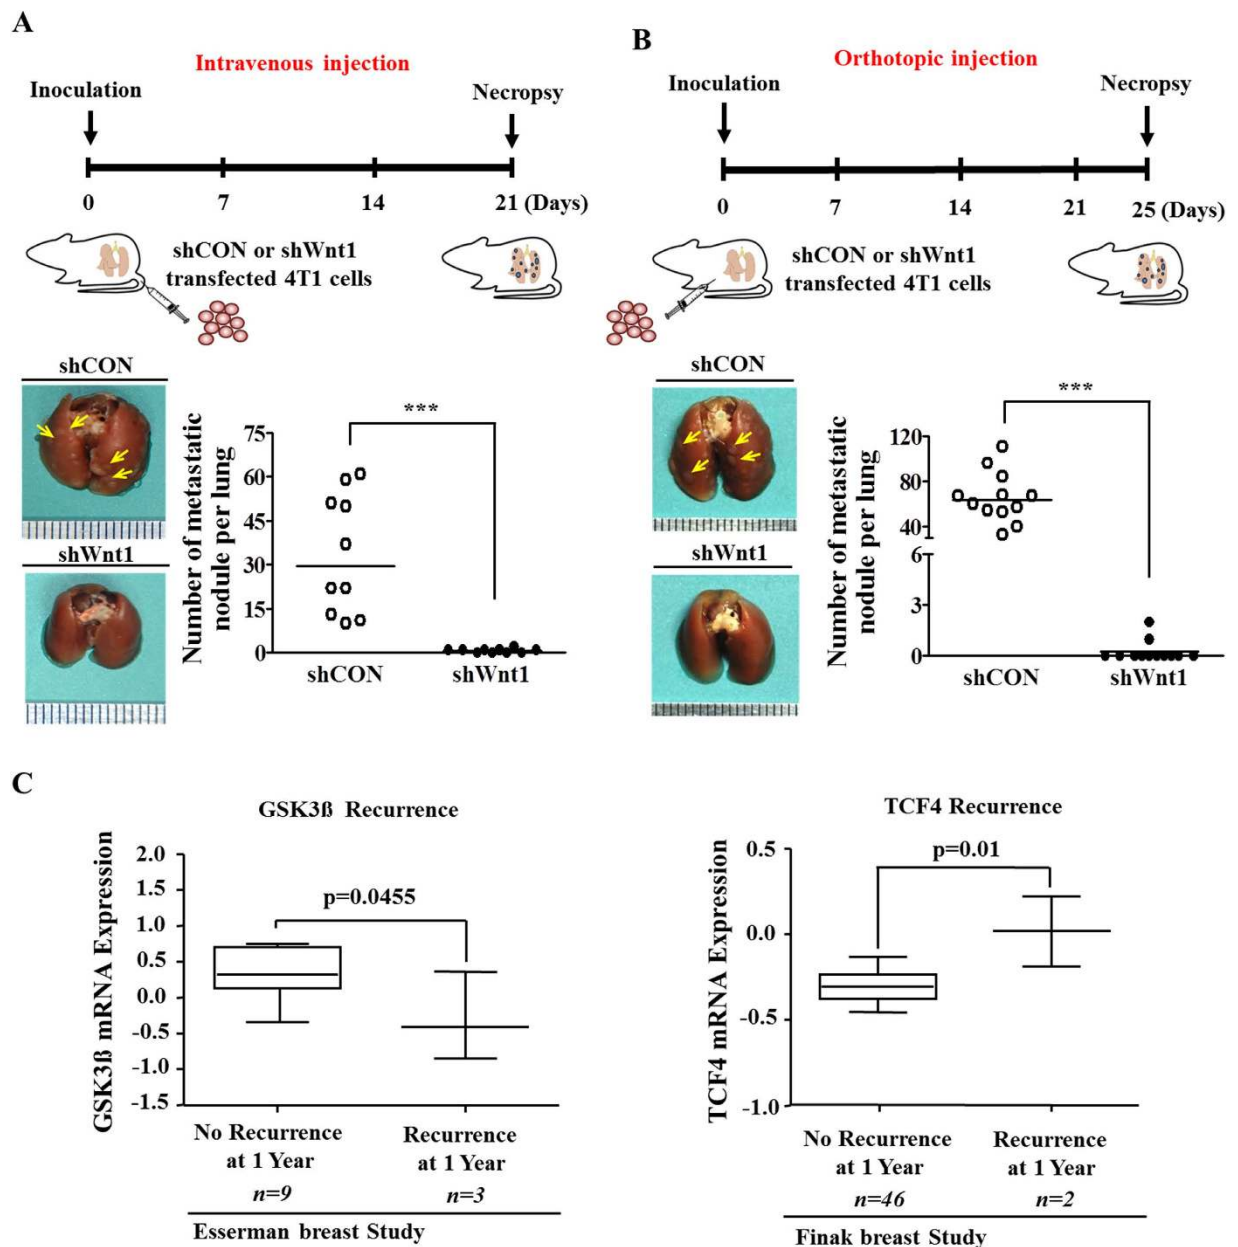 A
Intravenous injection
Inoculation
Necropsy
0 7 14 21 (Days)
shCON or shWnt1
transfected 4T1 cells
shCON
shWnt1
***
Number of metastatic
nodule per lung
75
60
45
30
15
0
shCON shWnt1
B
Orthotopic injection
Inoculation
Necropsy
0 7 14 21 25 (Days)
shCON or shWnt1
transfected 4T1 cells
shCON
shWnt1
***
Number of metastatic
nodule per lung
120
80
40
6
3
0
shCON shWnt1
C
GSK3ß Recurrence
GSK3ß mRNA Expression
2.0
1.5
1.0
0.5
0.0
-0.5
-1.0
-1.5
p=0.0455
No Recurrence
at 1 Year
n=9
Recurrence
at 1 Year
n=3
Esserman breast Study
TCF4 Recurrence
TCF4 mRNA Expression
0.5
0.0
-0.5
-1.0
p=0.01
No Recurrence
at 1 Year
n=46
Recurrence
at 1 Year
n=2
Finak breast Study